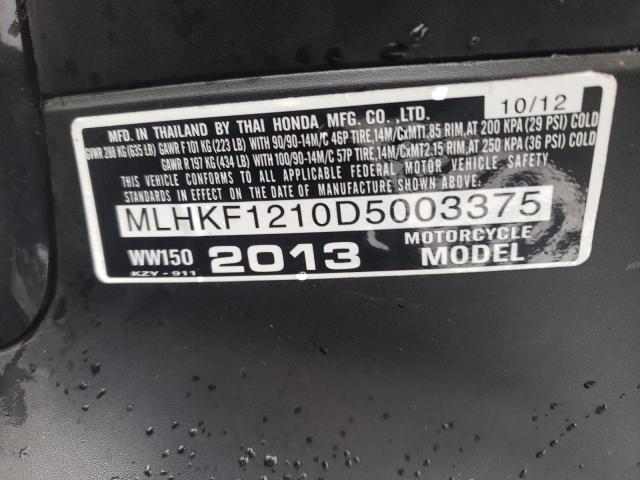 10/12
MFD. IN THAILAND BY THAI HONDA MFG. CO. ,LTD.
GVWR 288 KG (635 LB) GAWR F 101 KG (223 LB) WITH 90/90-14M/C 46P TIRE,14M/CxMT1.85 RIM,AT 200 KPA (29 PSI) COLD
GAWR R 197 KG (434 LB) WITH 100/90-14M/C 57P TIRE,14M/CxMT2.15 RIM,AT 250 KPA (36 PSI) COLD
THIS VEHICLE CONFORMS TO ALL APPLICABLE FEDERAL MOTOR VEHICLE SAFETY
STANDARDS IN EFFECT ON THE DATE OF MANUFACTURE SHOWN ABOVE.
MLHKF1210D5003375
WW150 2013 MOTORCYCLE
KZY - 911 MODEL